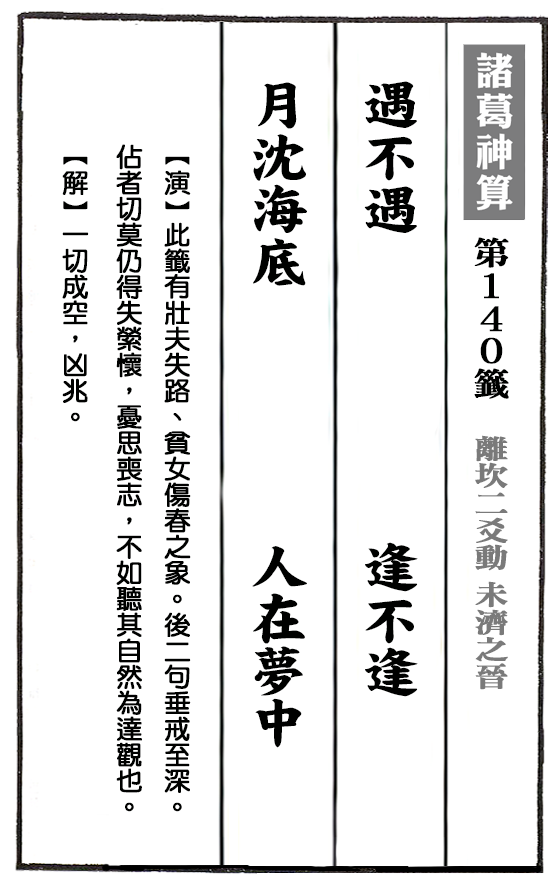 諸葛神算 第140籤 離坎二爻動 未濟之晉
遇不遇 逢不逢
月沈海底 人在夢中
【演】此籤有壯夫失路、貧女傷春之象。後二句垂戒至深。
佔者切莫仍得失縈懷，憂思喪志，不如聽其自然為達觀也。
【解】一切成空，凶兆。